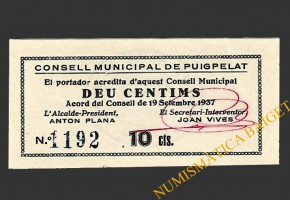 CONSELL MUNICIPAL DE PUIGPELAT
El portador acredita d'aquest Consell Municipal
DEU CENTIMS
Acord del Consell de 19 Setembre 1937
L'Alcalde-President, El Secretari-Interventor,
ANTON PLANA JOAN VIVES
N.º 1192 10 cts.
NUMISMATICA BAIGET